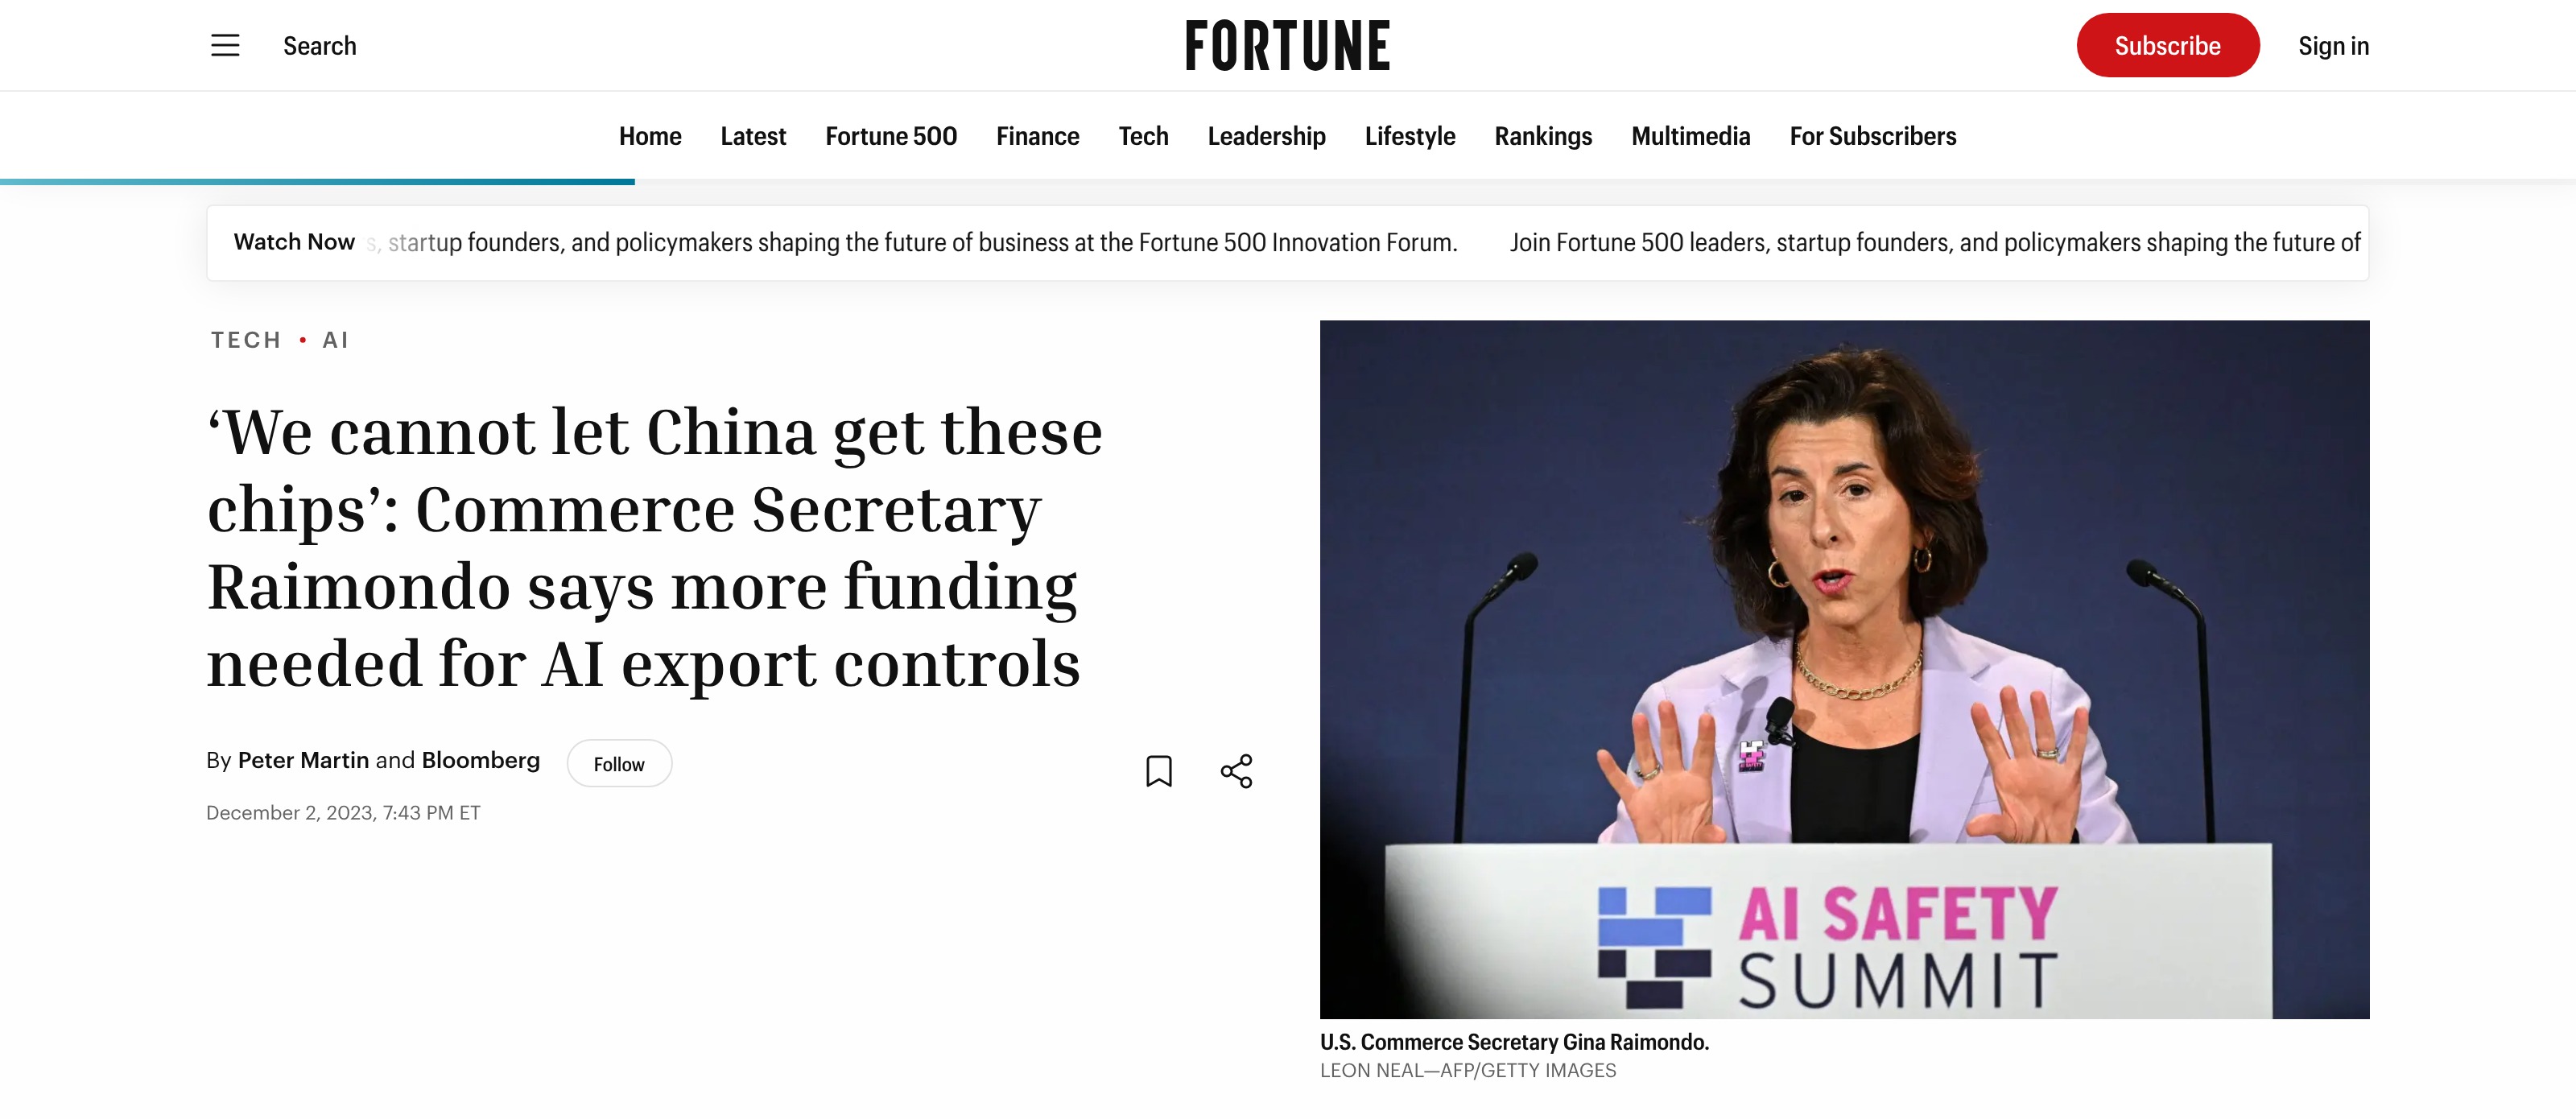 Search
FORTUNE
Subscribe
Sign in
Home Latest Fortune 500 Finance Tech Leadership Lifestyle Rankings Multimedia For Subscribers
Watch Now s, startup founders, and policymakers shaping the future of business at the Fortune 500 Innovation Forum. Join Fortune 500 leaders, startup founders, and policymakers shaping the future of
TECH • AI
‘We cannot let China get these
chips’: Commerce Secretary
Raimondo says more funding
needed for AI export controls
By Peter Martin and Bloomberg
Follow
December 2, 2023, 7:43 PM ET
AI SAFETY
SUMMIT
U.S. Commerce Secretary Gina Raimondo.
LEON NEAL—AFP/GETTY IMAGES